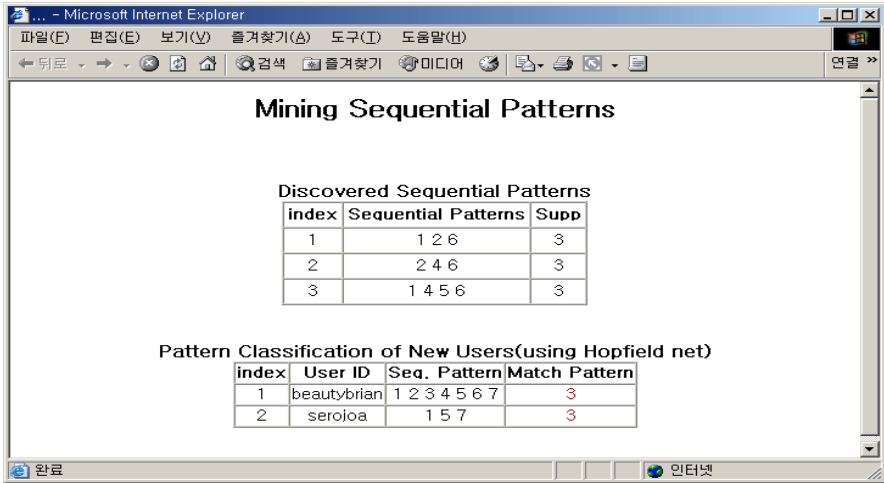 ... - Microsoft Internet Explorer
파일(F) 편집(E) 보기(V) 즐겨찾기(A) 도구(T) 도움말(H)
뒤로 검색 즐겨찾기 미디어 연결 »
Mining Sequential Patterns
Discovered Sequential Patterns
index Sequential Patterns Supp
1 1 2 6 3
2 2 4 6 3
3 1 4 5 6 3
Pattern Classification of New Users(using Hopfield net)
index User ID Seq. Pattern Match Pattern
1 beautybrian 1 2 3 4 5 6 7 3
2 serojoa 1 5 7 3
완료 인터넷